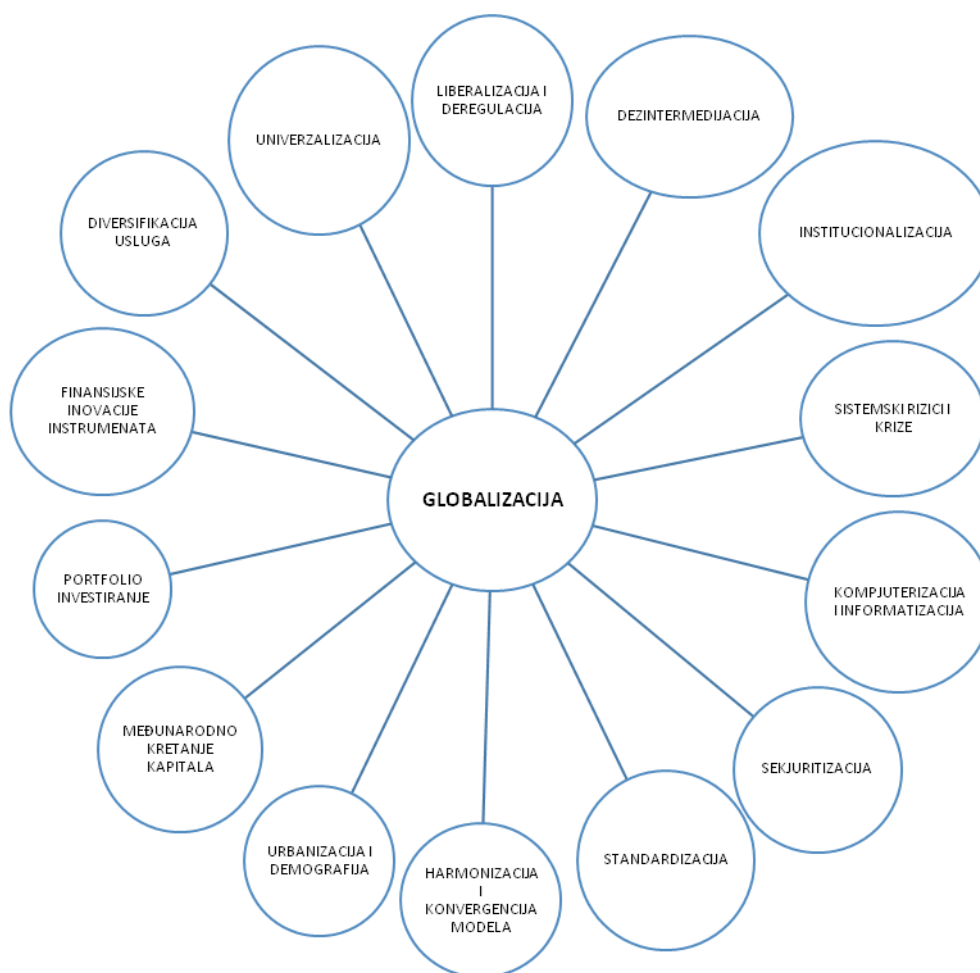 LIBERALIZACIJA I
DEREGULACIJA
DEZINTERMEDIJACIJA
UNIVERZALIZACIJA
INSTITUCIONALIZACIJA
DIVERSIFIKACIJA
USLUGA
FINANSIJSKE
INOVACIJE
INSTRUMENATA
SISTEMSKI RIZICI I
KRIZE
GLOBALIZACIJA
PORTFOLIO
INVESTIRANJE
KOMPJUTERIZACIJA
I INFORMATIZACIJA
MEĐUNARODNO
KRETANJE
KAPITALA
SEKJURITIZACIJA
URBANIZACIJA I
DEMOGRAFIJA
STANDARDIZACIJA
HARMONIZACIJA
I
KONVERGENCIJA
MODELA